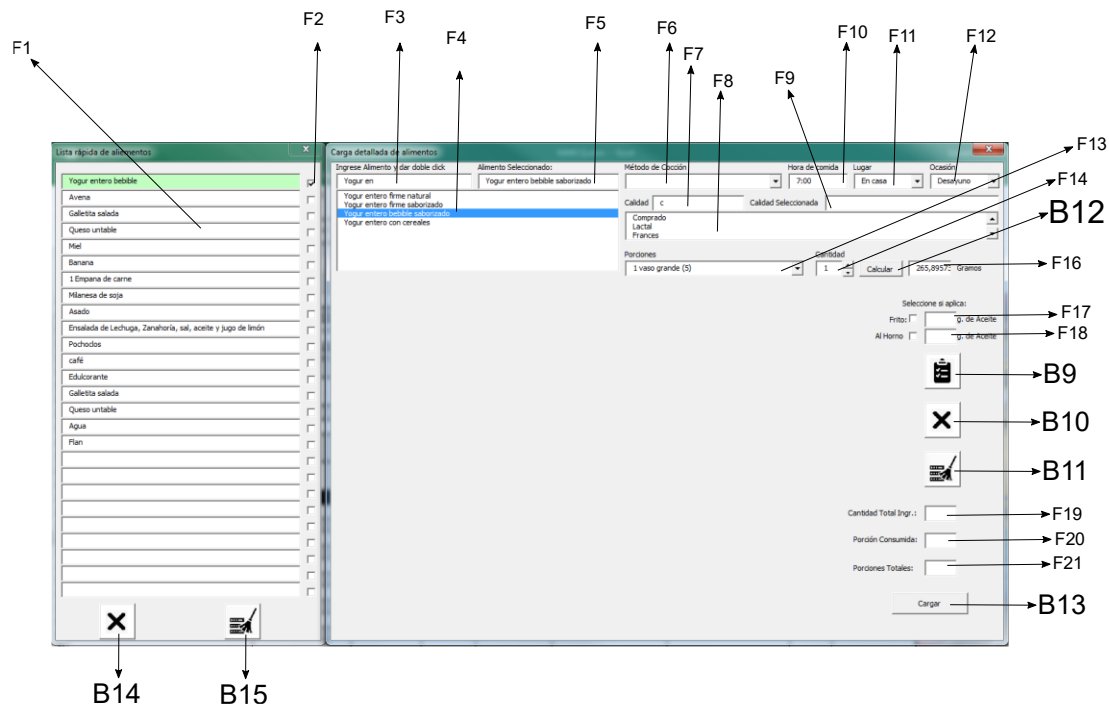 F1
F2
F3
F4
F5
F6
F7
F8
F9
F10
F11
F12
F13
F14
B12
F16
F17
F18
B9
B10
B11
F19
F20
F21
B13
B14
B15
Lista rápida de aliementos
Yogur entero bebible
Avena
Galletita salada
Queso untable
Miel
Banana
1 Empana de carne
Milanesa de soja
Asado
Ensalada de Lechuga, Zanahoría, sal, aceite y jugo de limón
Pochodos
café
Edulcorante
Galletita salada
Queso untable
Agua
Flan
Carga detallada de alimentos
Ingrese Alimento y dar doble click
Yogur en
Yogur entero firme natural
Yogur entero firme saborizado
Yogur entero bebible saborizado
Yogur entero con cereales
Alimento Seleccionado:
Yogur entero bebible saborizado
Método de Cocción
Hora de comida
7:00
Lugar
En casa
Ocasión
Desayuno
Calidad
c
Calidad Seleccionada
Comprado
Lactal
Frances
Porciones
1 vaso grande (5)
Cantidad
1
Calcular
265,89573
Gramos
Seleccione si aplica:
Frito:
g. de Aceite
Al Horno
g. de Aceite
Cantidad Total Ingr.:
Porción Consumida:
Porciones Totales:
Cargar